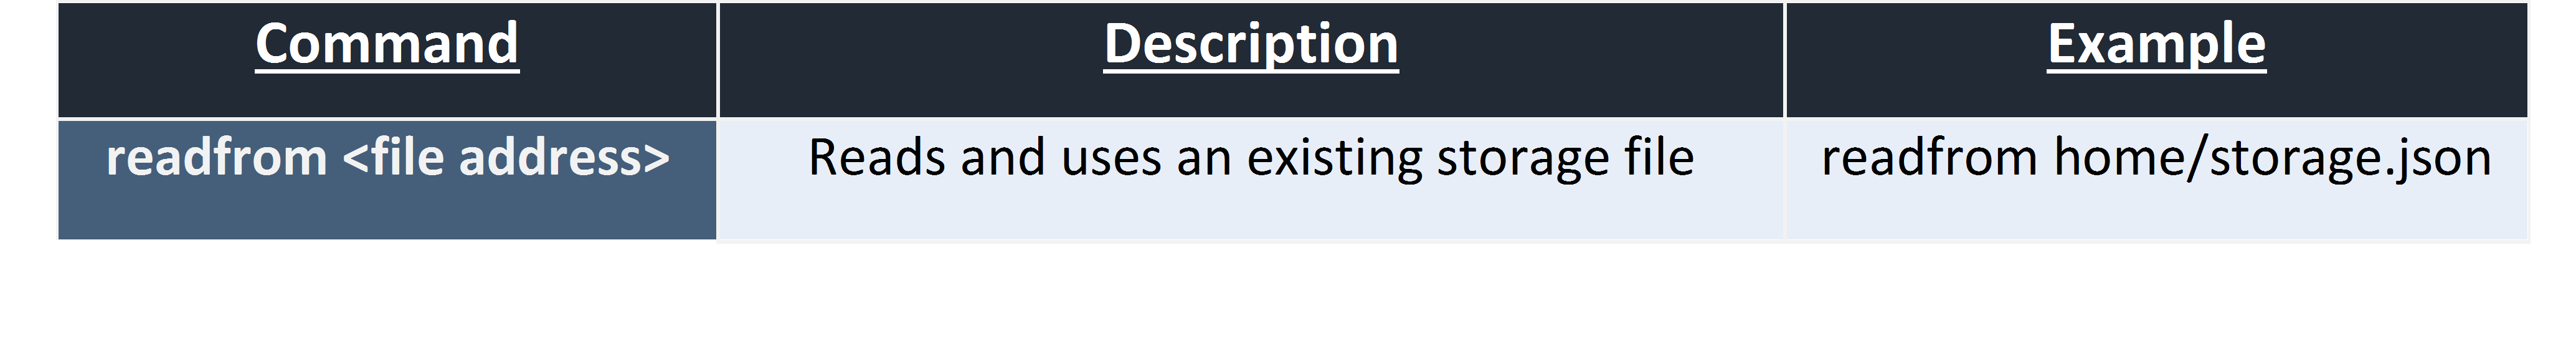 Command Description Example
readfrom <file address> Reads and uses an existing storage file readfrom home/storage.json